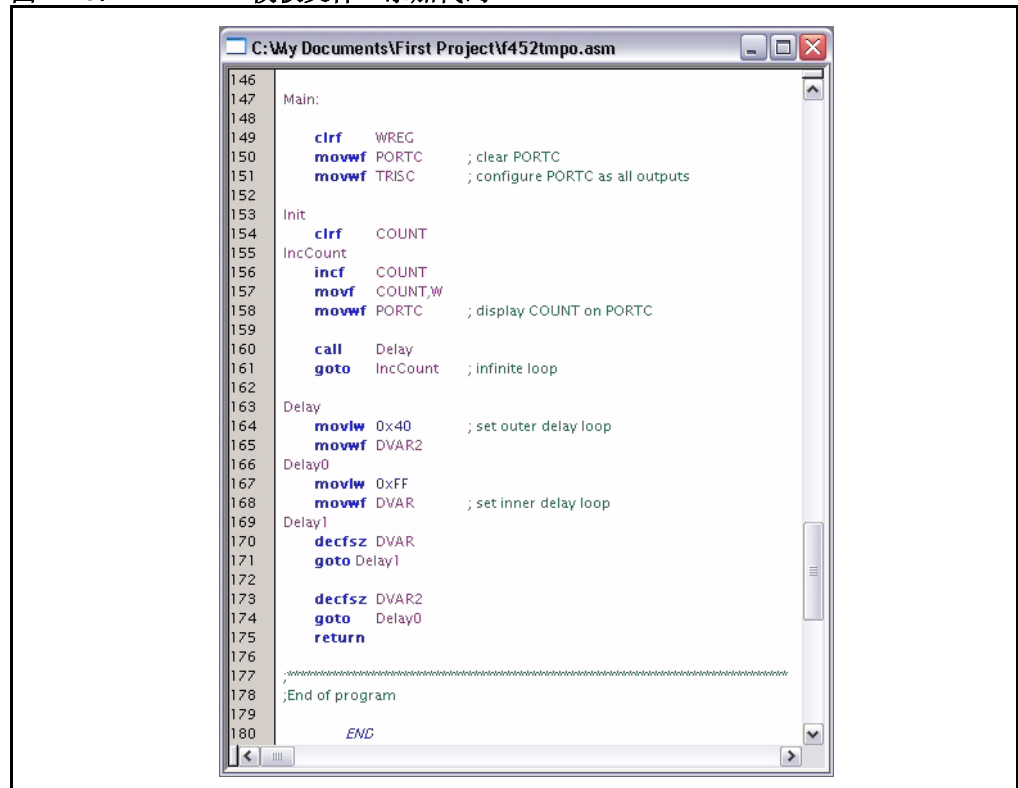 C:\My Documents\First Project\f452tmpo.asm
146
147 Main:
148
149 clrf WREG
150 movwf PORTC ; clear PORTC
151 movwf TRISC ; configure PORTC as all outputs
152
153 Init
154 clrf COUNT
155 IncCount
156 incf COUNT
157 movf COUNT,W
158 movwf PORTC ; display COUNT on PORTC
159
160 call Delay
161 goto IncCount ; infinite loop
162
163 Delay
164 movlw 0x40 ; set outer delay loop
165 movwf DVAR2
166 Delay0
167 movlw 0xFF
168 movwf DVAR ; set inner delay loop
169 Delay1
170 decfsz DVAR
171 goto Delay1
172
173 decfsz DVAR2
174 goto Delay0
175 return
176
177
178 ;End of program
179
180 END